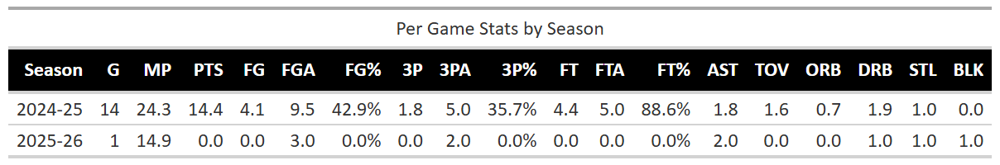 Per Game Stats by Season
Season G MP PTS FG FGA FG% 3P 3PA 3P% FT FTA FT% AST TOV ORB DRB STL BLK
2024-25 14 24.3 14.4 4.1 9.5 42.9% 1.8 5.0 35.7% 4.4 5.0 88.6% 1.8 1.6 0.7 1.9 1.0 0.0
2025-26 1 14.9 0.0 0.0 3.0 0.0% 0.0 2.0 0.0% 0.0 0.0 0.0% 2.0 0.0 0.0 1.0 1.0 1.0